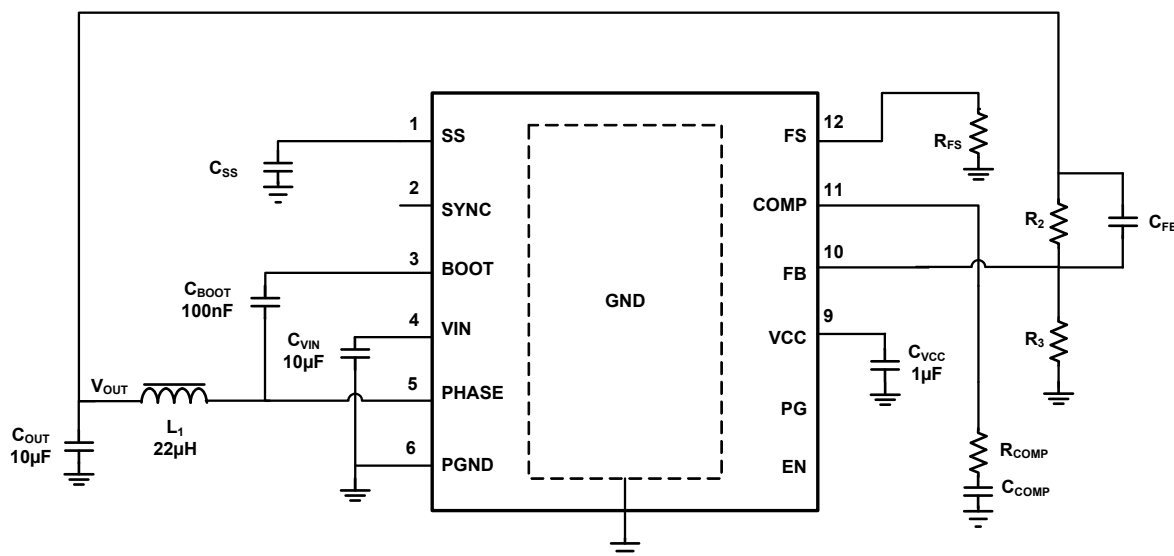 1
SS
C_SS
2
SYNC
3
BOOT
C_BOOT
100nF
4
VIN
C_VIN
10µF
5
PHASE
V_OUT
L_1
22µH
C_OUT
10µF
6
PGND
GND
12
FS
R_FS
11
COMP
R_2
C_FB
10
FB
9
VCC
C_VCC
1µF
R_3
PG
EN
R_COMP
C_COMP